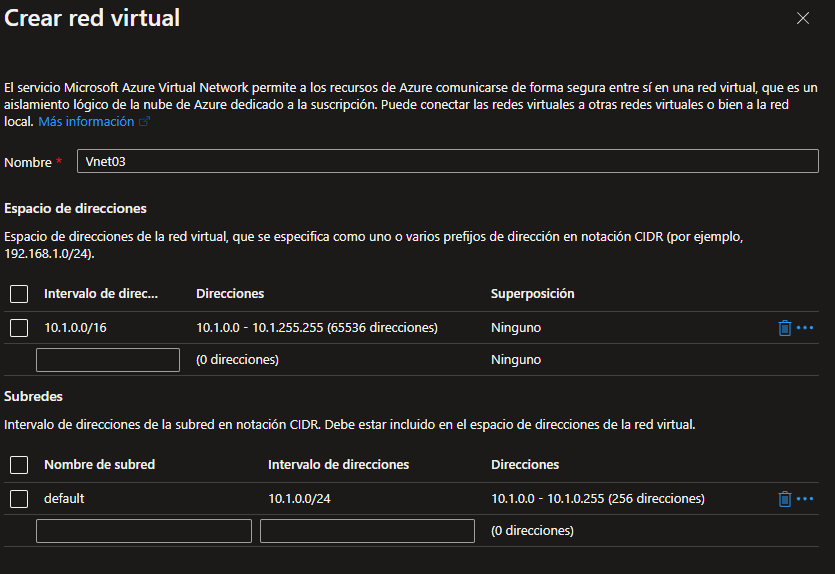 Crear red virtual
El servicio Microsoft Azure Virtual Network permite a los recursos de Azure comunicarse de forma segura entre sí en una red virtual, que es un
aislamiento lógico de la nube de Azure dedicado a la suscripción. Puede conectar las redes virtuales a otras redes virtuales o bien a la red
local. Más información
Nombre * Vnet03
Espacio de direcciones
Espacio de direcciones de la red virtual, que se especifica como uno o varios prefijos de dirección en notación CIDR (por ejemplo,
192.168.1.0/24).
Intervalo de direc... Direcciones Superposición
10.1.0.0/16 10.1.0.0 - 10.1.255.255 (65536 direcciones) Ninguno
(0 direcciones) Ninguno
Subredes
Intervalo de direcciones de la subred en notación CIDR. Debe estar incluido en el espacio de direcciones de la red virtual.
Nombre de subred Intervalo de direcciones Direcciones
default 10.1.0.0/24 10.1.0.0 - 10.1.0.255 (256 direcciones)
(0 direcciones)